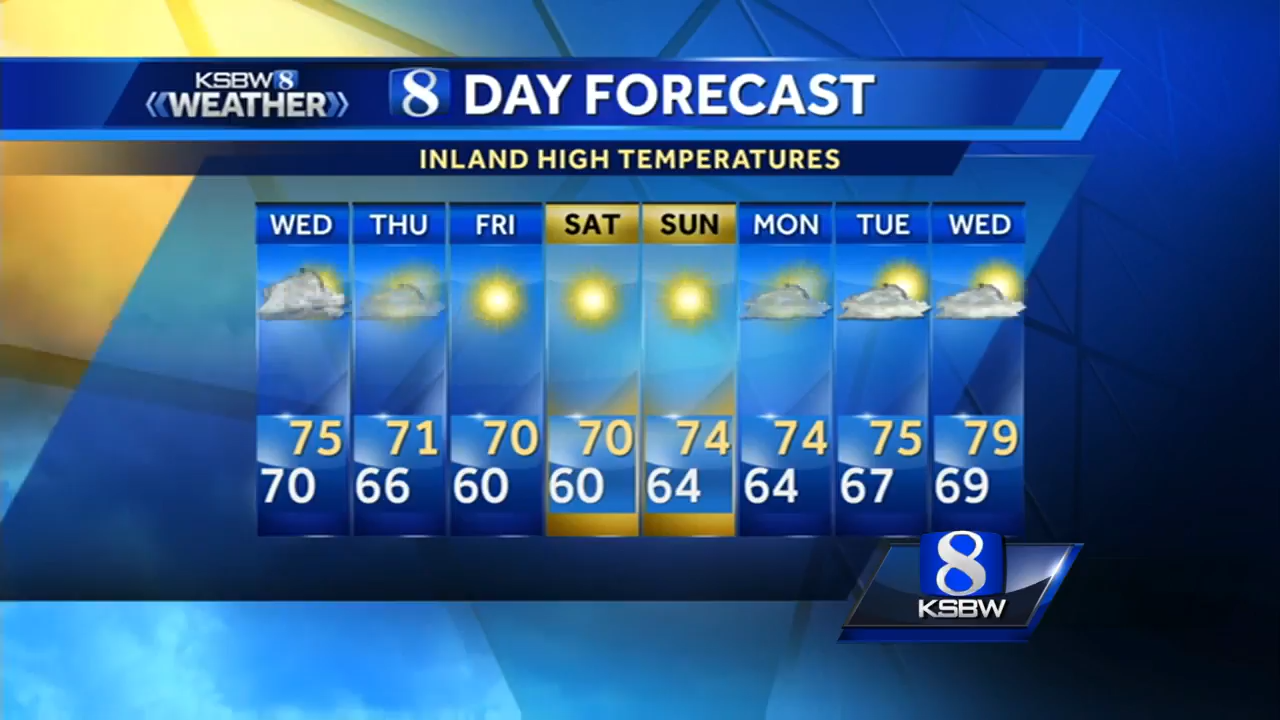 KSBW 8
WEATHER
8 DAY FORECAST
INLAND HIGH TEMPERATURES
WED THU FRI SAT SUN MON TUE WED
75 71 70 70 74 74 75 79
70 66 60 60 64 64 67 69
8
KSBW